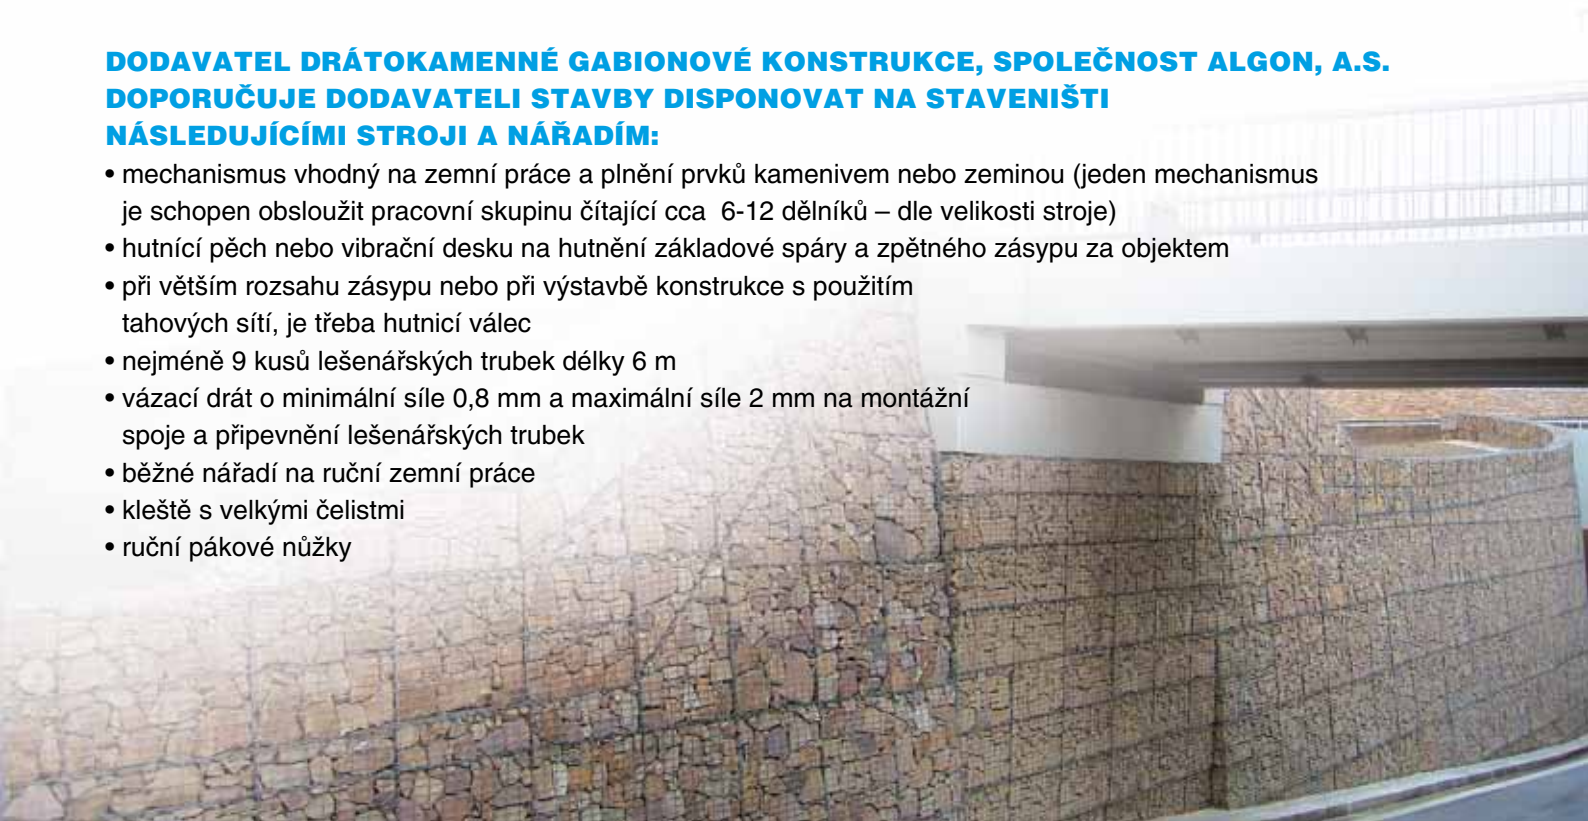 DODAVATEL DRÁTOKAMENNÉ GABIONOVÉ KONSTRUKCE, SPOLEČNOST ALGON, A.S.
DOPORUČUJE DODAVATELI STAVBY DISPONOVAT NA STAVENIŠTI
NÁSLEDUJÍCÍMI STROJI A NÁŘADÍM:
• mechanismus vhodný na zemní práce a plnění prvků kamenivem nebo zeminou (jeden mechanismus
je schopen obsloužit pracovní skupinu čítající cca  6-12 dělníků – dle velikosti stroje)
• hutnící pěch nebo vibrační desku na hutnění základové spáry a zpětného zásypu za objektem
• při větším rozsahu zásypu nebo při výstavbě konstrukce s použitím
tahových sítí, je třeba hutnicí válec
• nejméně 9 kusů lešenářských trubek délky 6 m
• vázací drát o minimální síle 0,8 mm a maximální síle 2 mm na montážní
spoje a připevnění lešenářských trubek
• běžné nářadí na ruční zemní práce
• kleště s velkými čelistmi
• ruční pákové nůžky